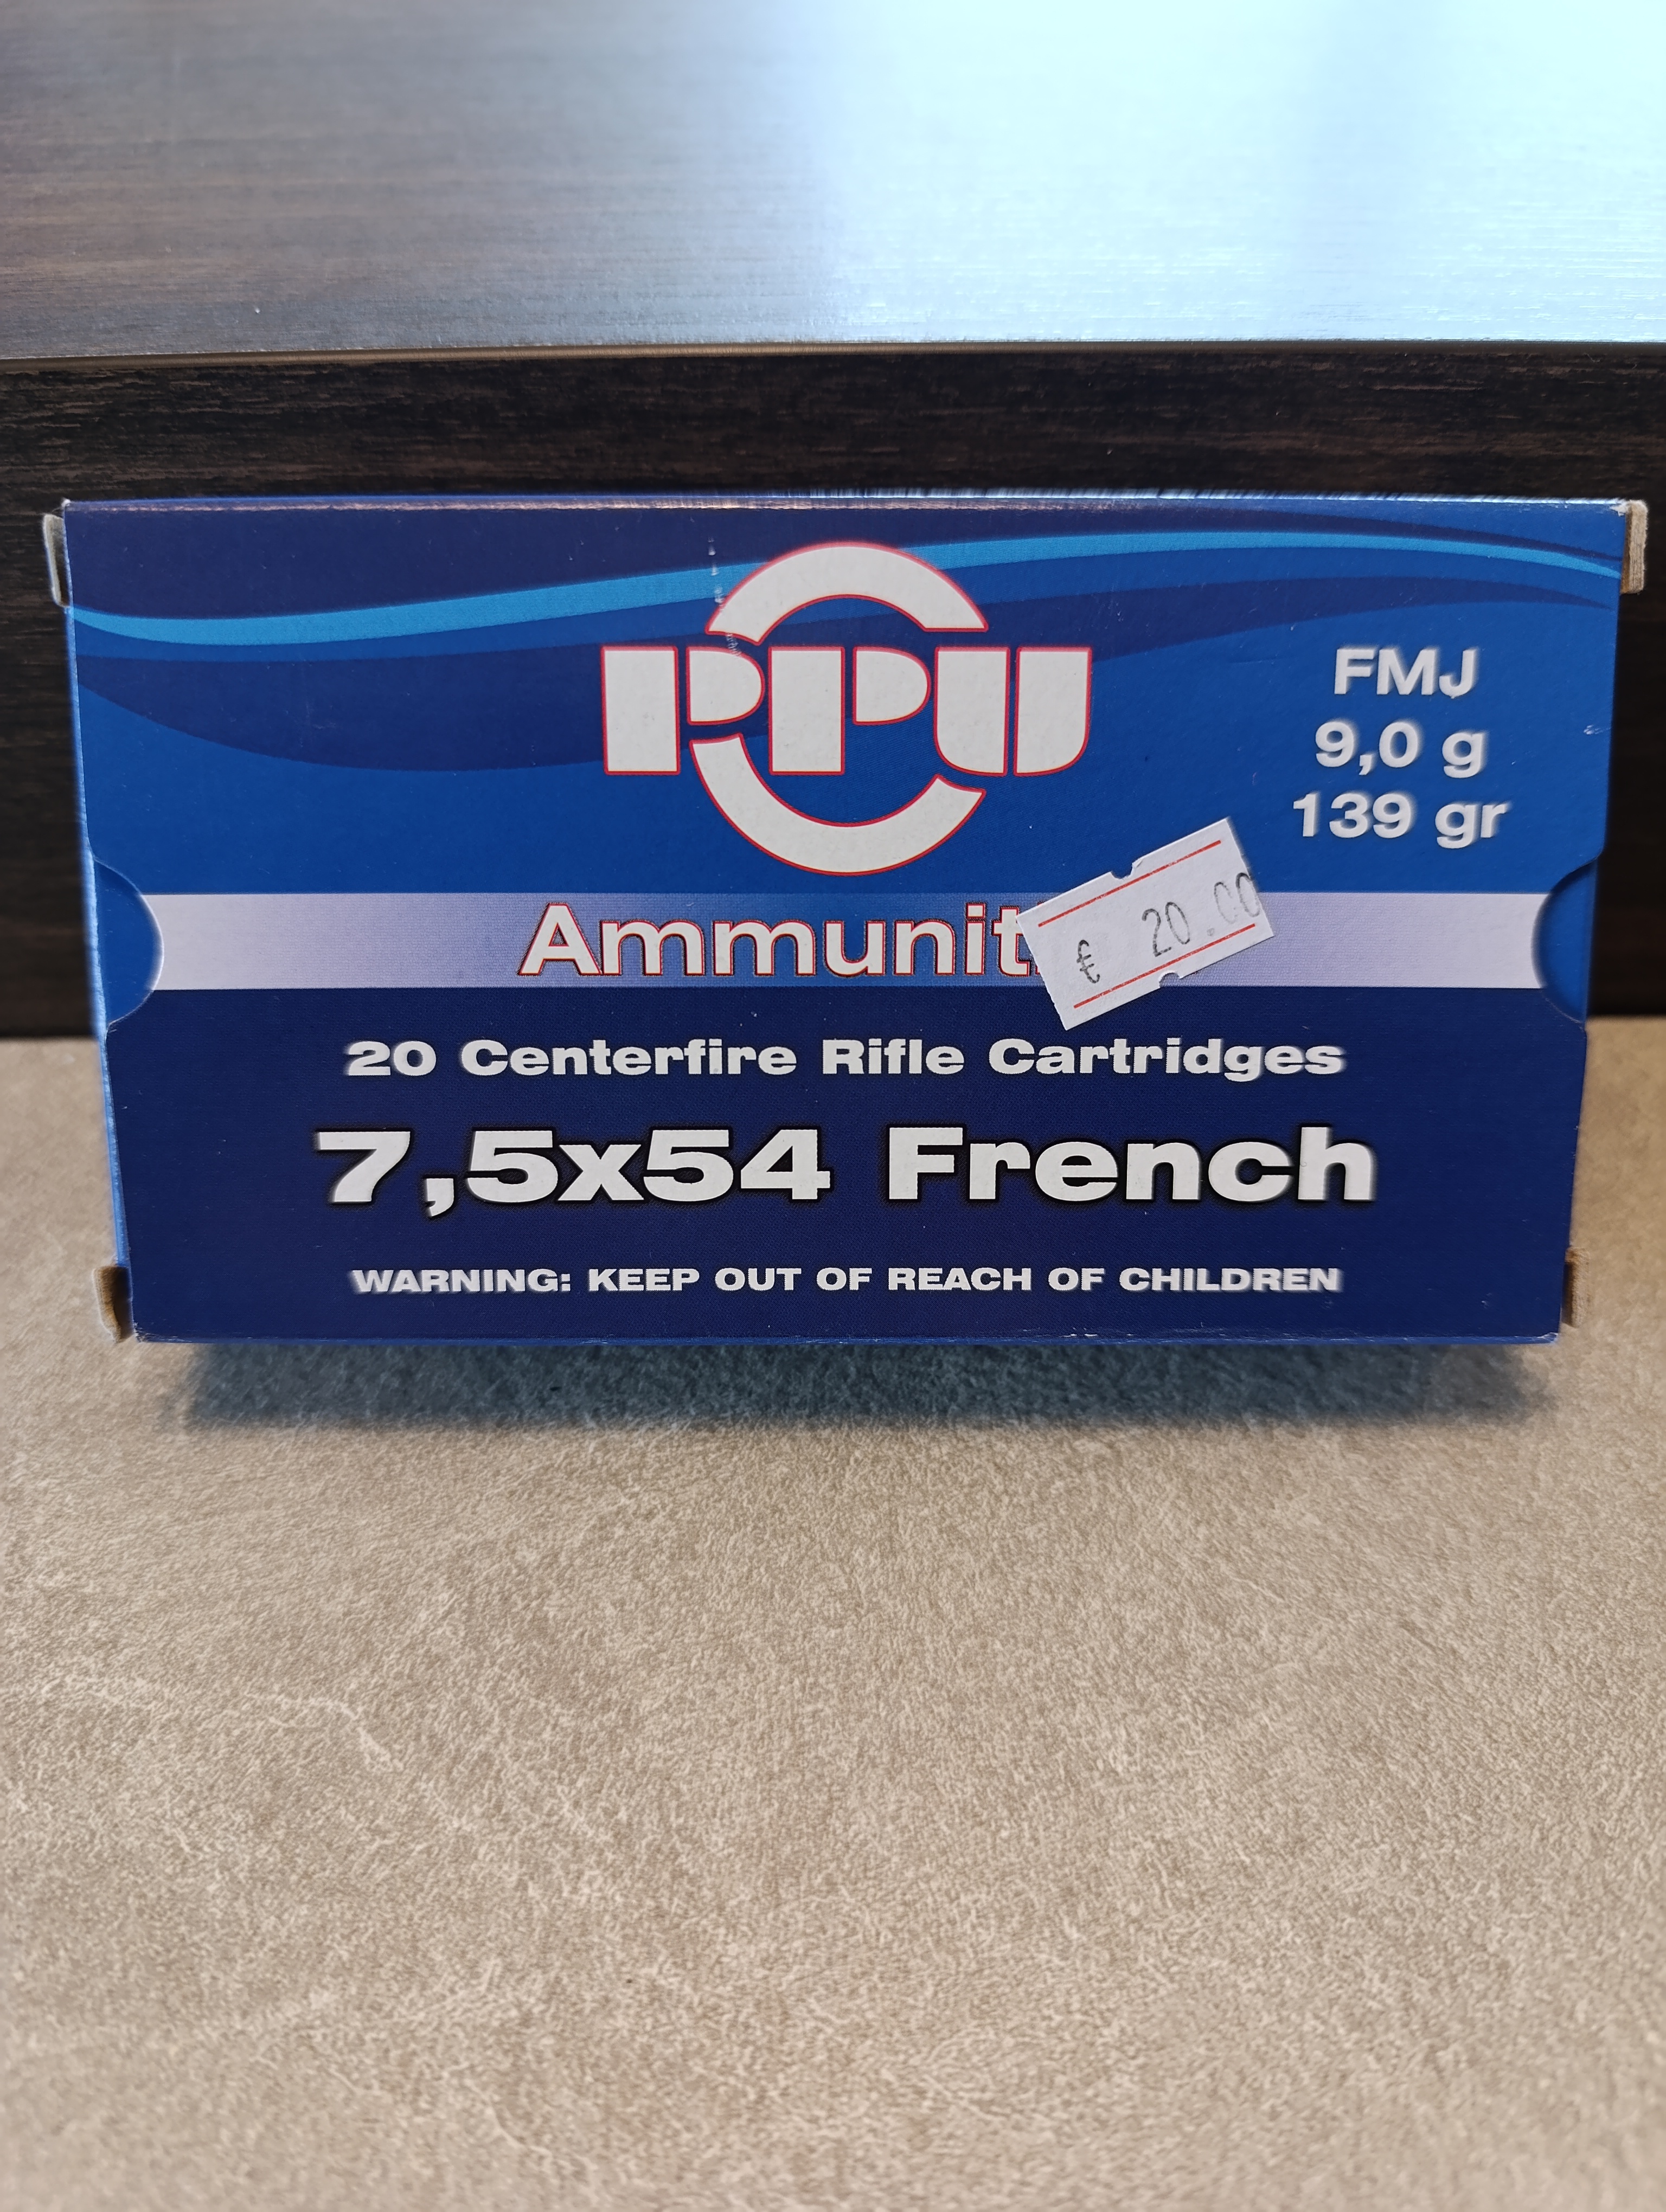 PPU
FMJ
9,0 g
139 gr
Ammunit
€ 20.00
20 Centerfire Rifle Cartridges
7,5x54 French
WARNING: KEEP OUT OF REACH OF CHILDREN